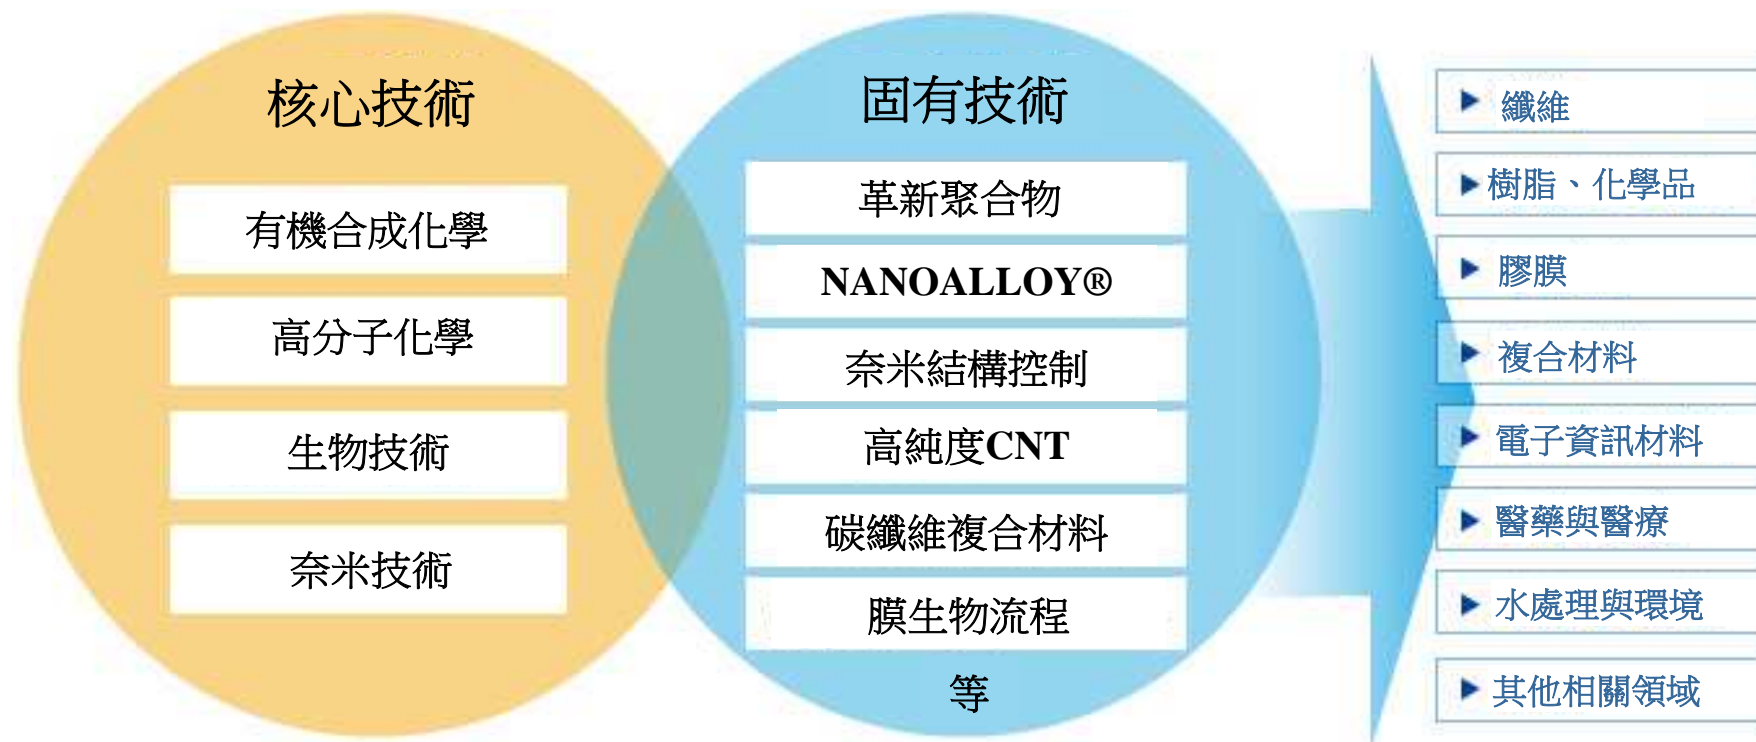 核心技術
有機合成化學
高分子化學
生物技術
奈米技術
固有技術
革新聚合物
NANOALLOY®
奈米結構控制
高純度CNT
碳纖維複合材料
膜生物流程
等
纖維
樹脂、化學品
膠膜
複合材料
電子資訊材料
醫藥與醫療
水處理與環境
其他相關領域